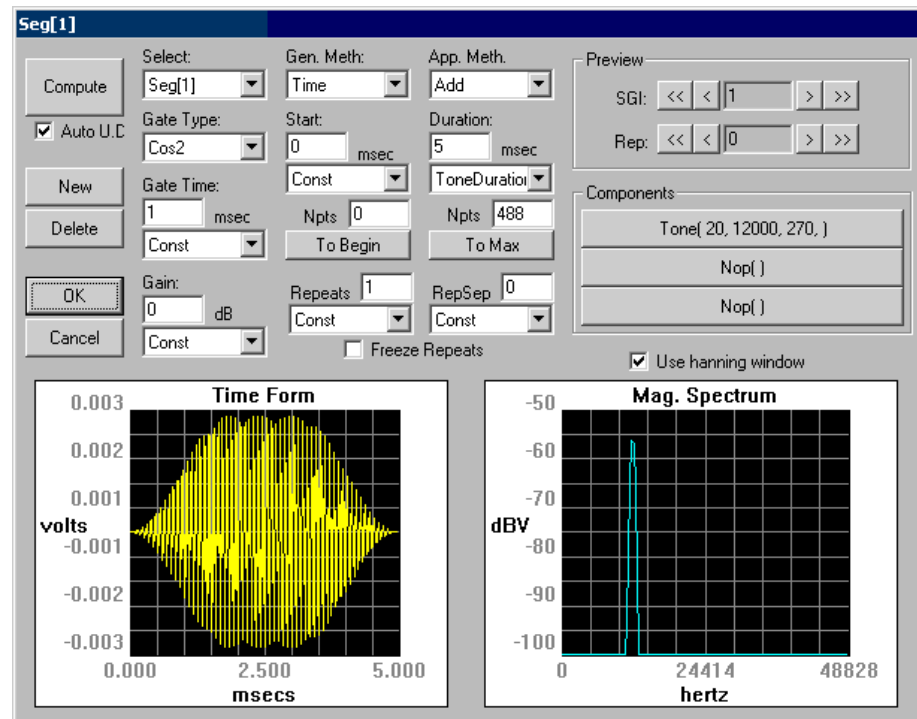 Seg[1]
Compute
Auto U.D
New
Delete
OK
Cancel
Select:
Seg[1]
Gate Type:
Cos2
Gate Time:
1 msec
Const
Gain:
0 dB
Const
Gen. Meth:
Time
Start:
0 msec
Const
Npts 0
To Begin
Repeats 1
Const
App. Meth.
Add
Duration:
5 msec
ToneDuration
Npts 488
To Max
RepSep 0
Const
Freeze Repeats
Preview
SGI: << < 1 > >>
Rep: << < 0 > >>
Components
Tone( 20, 12000, 270, )
Nop( )
Nop( )
Use hanning window
Time Form
0.003
0.002
0.001
volts
-0.001
-0.002
-0.003
0.000 2.500 5.000
msecs
Mag. Spectrum
-50
-60
-70
dBV
-80
-90
-100
0 24414 48828
hertz